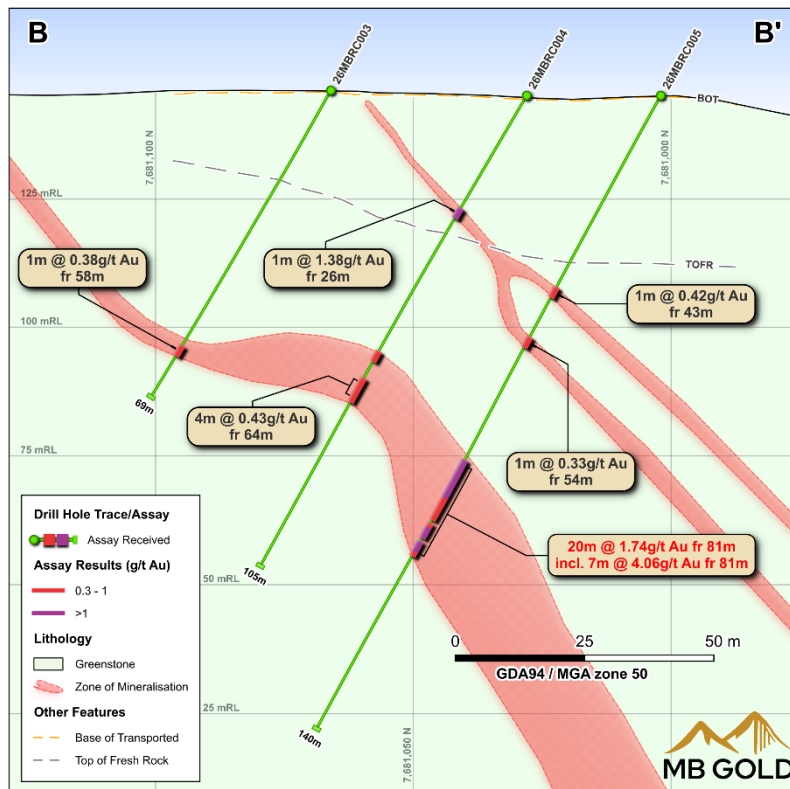 B
B'
26MBRC003
26MBRC004
26MBRC005
BOT
7,681,100 N
7,681,000 N
125 mRL
TOFR
1m @ 0.38g/t Au
fr 58m
1m @ 1.38g/t Au
fr 26m
1m @ 0.42g/t Au
fr 43m
100 mRL
69m
4m @ 0.43g/t Au
fr 64m
75 mRL
1m @ 0.33g/t Au
fr 54m
20m @ 1.74g/t Au fr 81m
incl. 7m @ 4.06g/t Au fr 81m
105m
50 mRL
0 25 50 m
GDA94 / MGA zone 50
25 mRL
140m
7,681,050 N
Drill Hole Trace/Assay
Assay Received
Assay Results (g/t Au)
0.3 - 1
>1
Lithology
Greenstone
Zone of Mineralisation
Other Features
Base of Transported
Top of Fresh Rock
MB GOLD